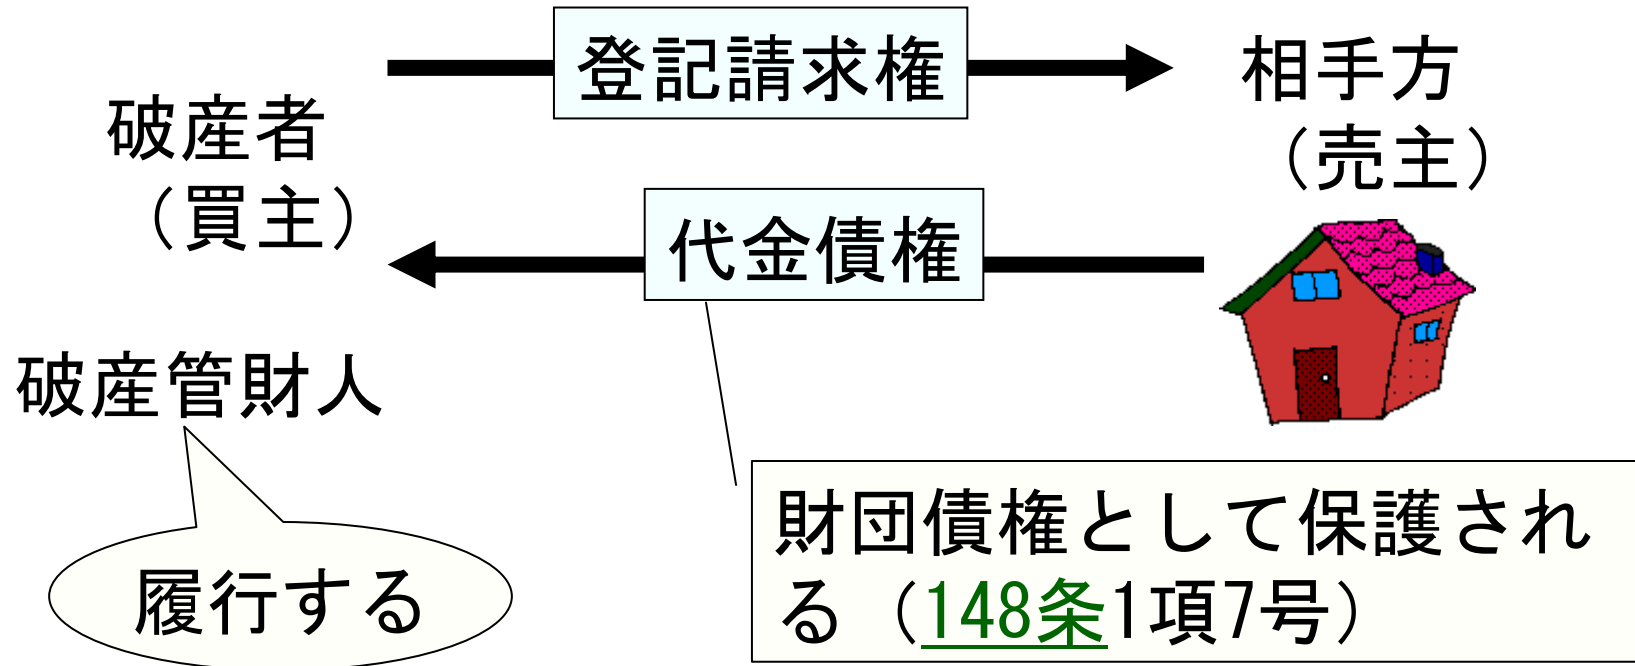 登記請求権
相手方
（売主）
破産者
（買主）
代金債権
破産管財人
履行する
財団債権として保護され
る（148条1項7号）